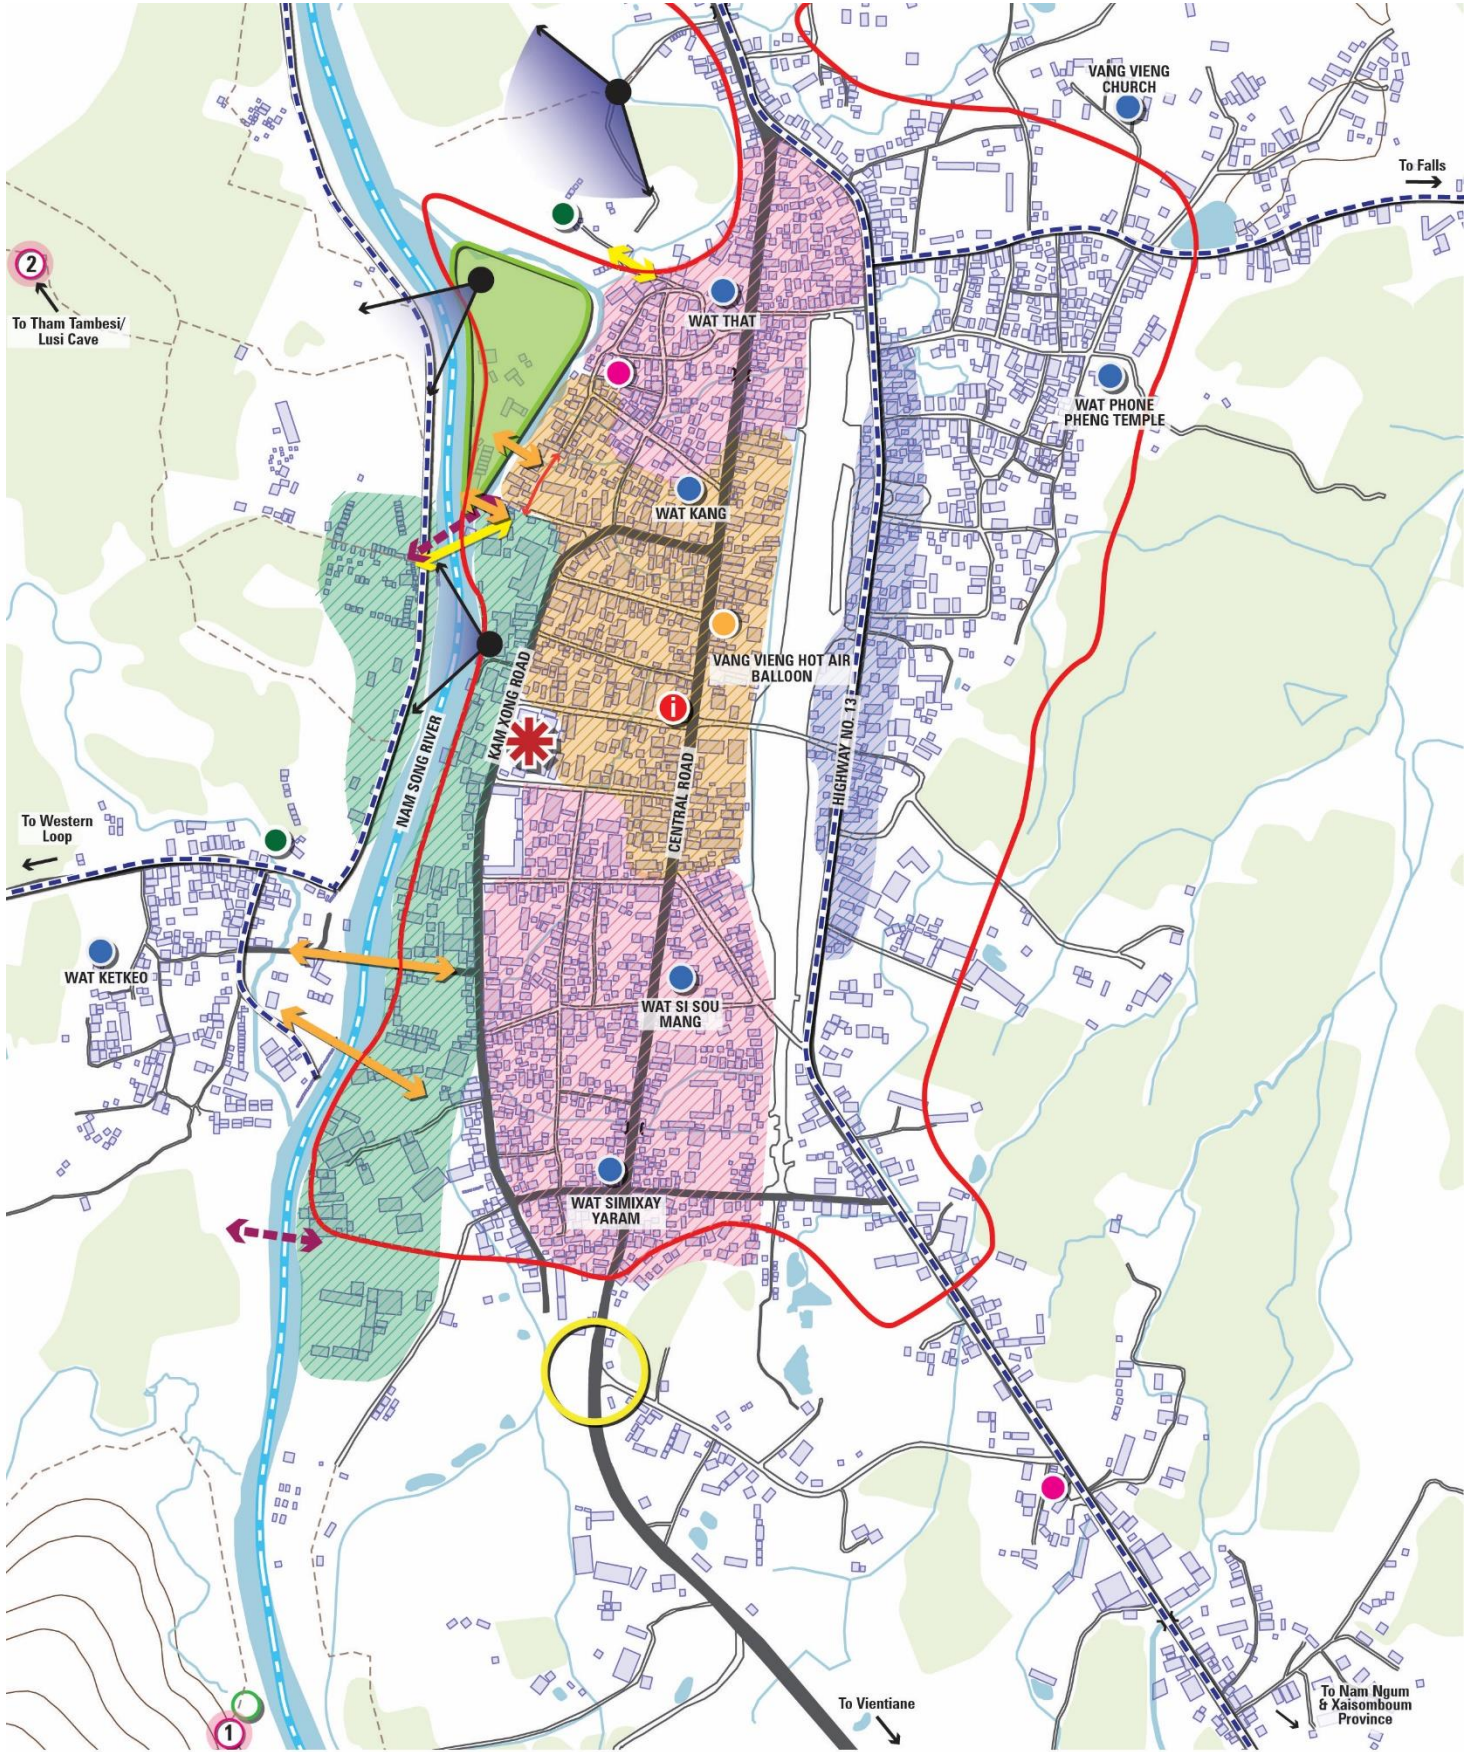 VANG VIENG
CHURCH
To Falls
2
To Tham Tambesi/
Lusi Cave
WAT THAT
WAT PHONE
PHENG TEMPLE
WAT KANG
VANG VIENG HOT AIR
BALLOON
i
KAM XONG ROAD
NAM SONG RIVER
CENTRAL ROAD
HIGHWAY NO. 13
To Western
Loop
WAT KETKEO
WAT SI SOU
MANG
WAT SIMIXAY
YARAM
To Vientiane
To Nam Ngum
& Xaisomboum
Province
1